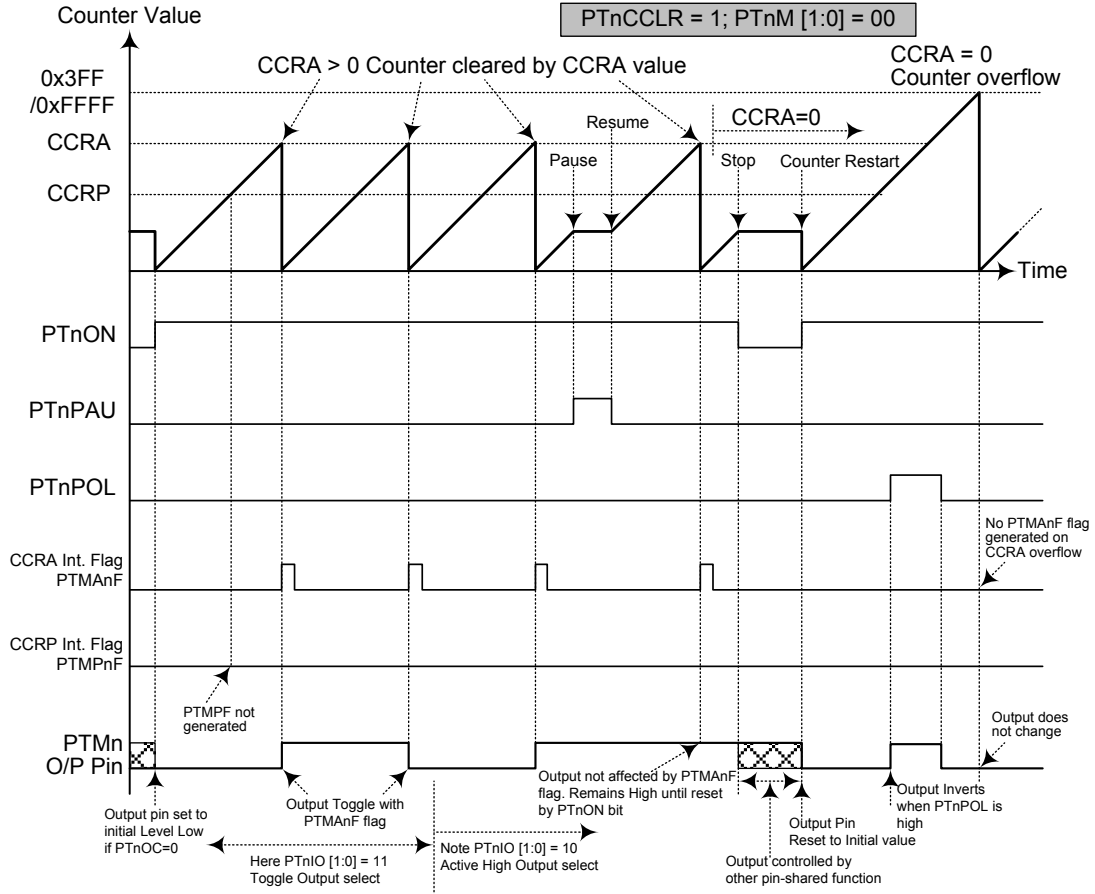 Counter Value
PTnCCLR = 1; PTnM [1:0] = 00
0x3FF
/0xFFFF
CCRA > 0 Counter cleared by CCRA value
CCRA = 0
Counter overflow
CCRA
Resume
CCRA=0
Pause
Stop
Counter Restart
CCRP
Time
PTnON
PTnPAU
PTnPOL
No PTMAnF flag
generated on
CCRA overflow
CCRA Int. Flag
PTMAnF
CCRP Int. Flag
PTMPnF
PTMPF not
generated
Output does
not change
PTMn
O/P Pin
Output pin set to
initial Level Low
if PTnOC=0
Output Toggle with
PTMAnF flag
Output not affected by PTMAnF
flag. Remains High until reset
by PTnON bit
Output Inverts
when PTnPOL is
high
Output Pin
Reset to Initial value
Here PTnIO [1:0] = 11
Toggle Output select
Note PTnIO [1:0] = 10
Active High Output select
Output controlled by
other pin-shared function